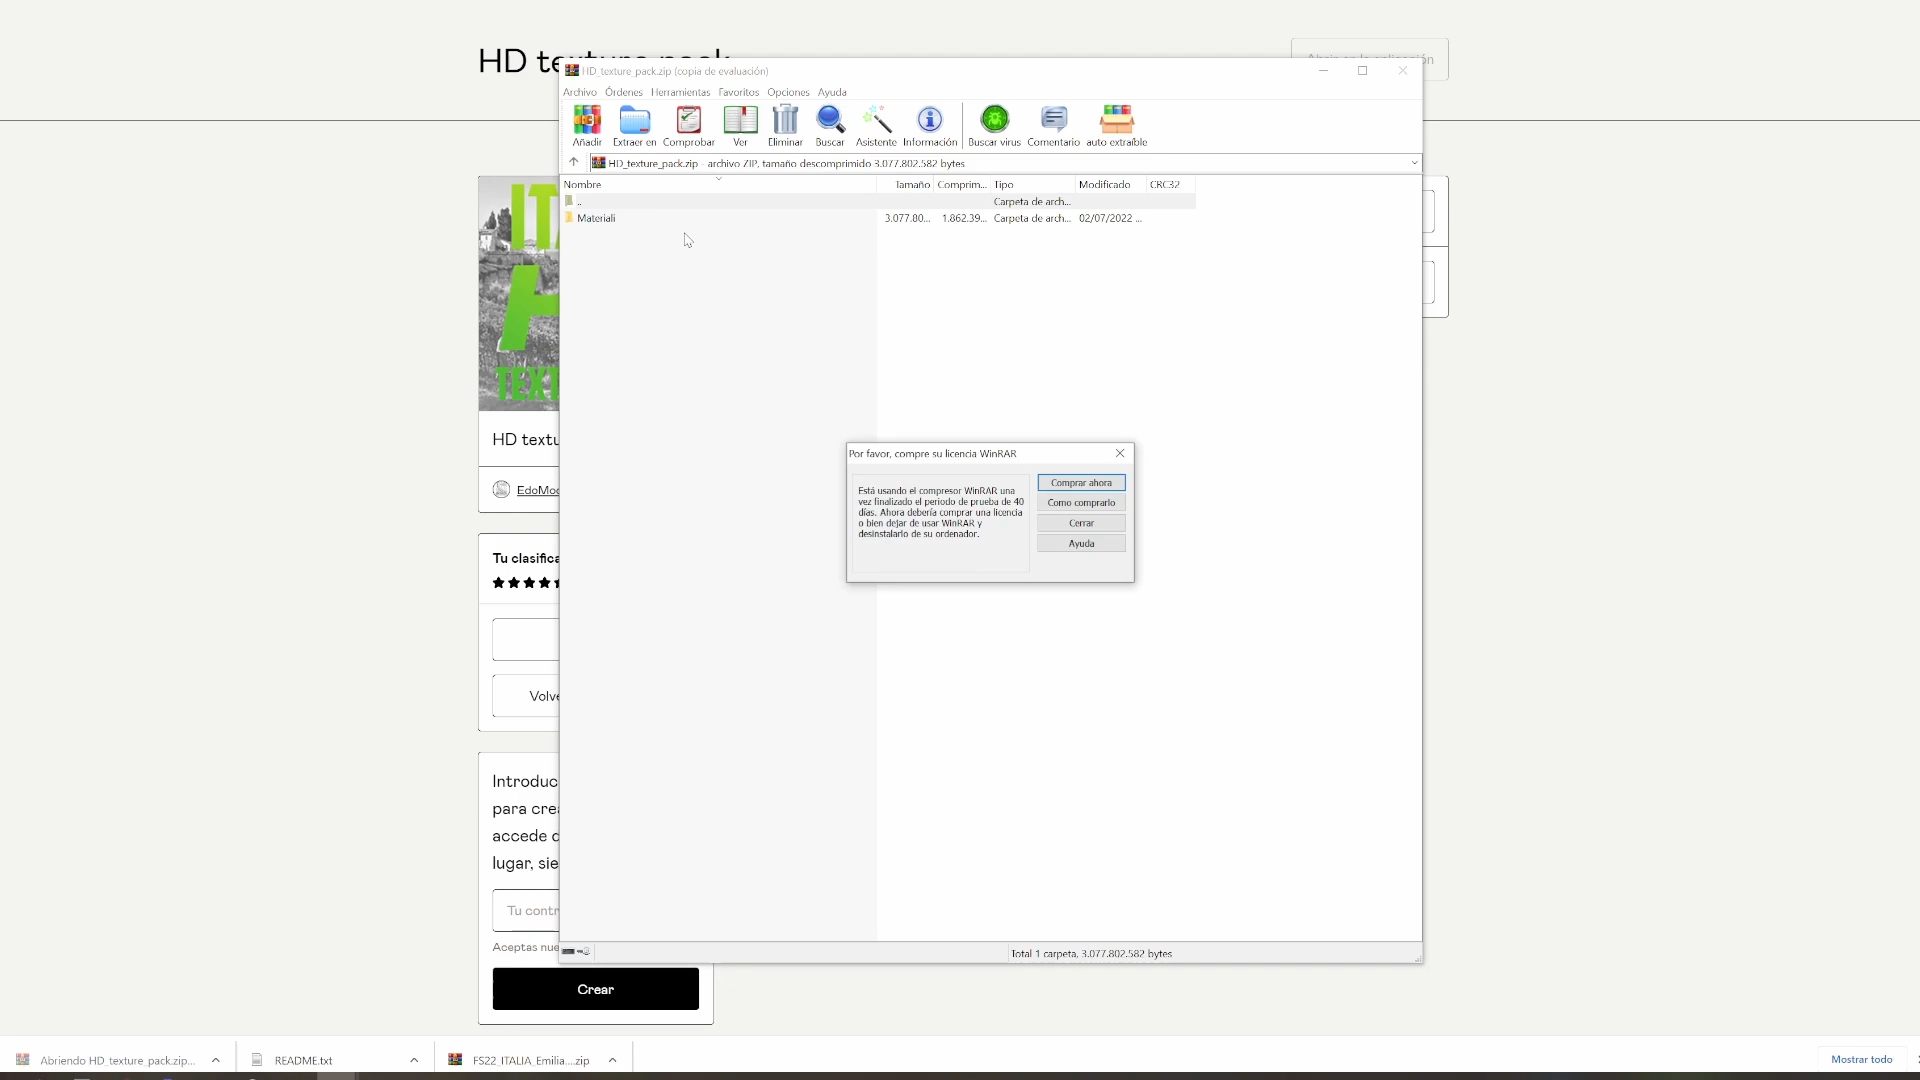 HD texture pack
HD_texture_pack.zip (copia de evaluación)
Archivo Órdenes Herramientas Favoritos Opciones Ayuda
Añadir Extraer en Comprobar Ver Eliminar Buscar Asistente Información Buscar virus Comentario auto extraíble
HD_texture_pack.zip - archivo ZIP, tamaño descomprimido 3.077.802.582 bytes
Nombre Tamaño Comprim... Tipo Modificado CRC32
.. Carpeta de arch...
Materiali 3.077.80... 1.862.39... Carpeta de arch... 02/07/2022 ...
TEXT
HD textu
EdoMod
Por favor, compre su licencia WinRAR
Está usando el compresor WinRAR una
vez finalizado el periodo de prueba de 40
días. Ahora debería comprar una licencia
o bien dejar de usar WinRAR y
desinstalarlo de su ordenador.
Comprar ahora
Como comprarlo
Cerrar
Ayuda
Tu clasifica
Volve
Introduc
para crea
accede c
lugar, sie
Tu contr
Aceptas nue
Crear
Total 1 carpeta, 3.077.802.582 bytes
Abriendo HD_texture_pack.zip... README.txt FS22_ITALIA_Emilia....zip Mostrar todo